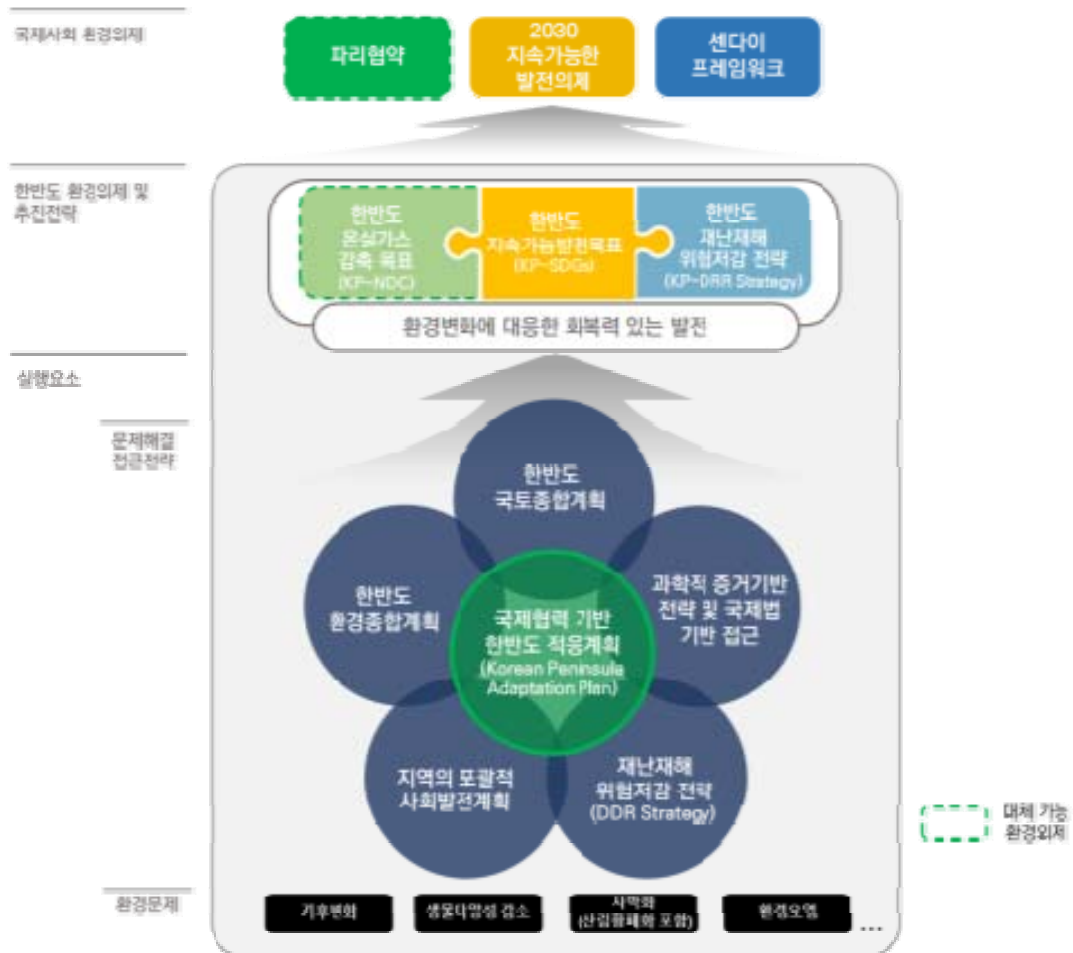 국제사회 환경의제
파리협약
2030
지속가능한
발전의제
센다이
프레임워크
한반도 환경의제 및
추진전략
한반도
온실가스
감축 목표
(KP-NDC)
한반도
지속가능발전목표
(KP-SDGs)
한반도
재난재해
위험저감 전략
(KP-DRR Strategy)
환경변화에 대응한 회복력 있는 발전
실행요소
문제해결
접근전략
한반도
국토종합계획
한반도
환경종합계획
과학적 증거기반
전략 및 국제법
기반 접근
국제협력 기반
한반도 적응계획
(Korean Peninsula
Adaptation Plan)
지역의 포괄적
사회발전계획
재난재해
위험저감 전략
(DDR Strategy)
대체 가능
환경의제
환경문제
기후변화
생물다양성 감소
사막화
(산림황폐화 포함)
환경오염
...